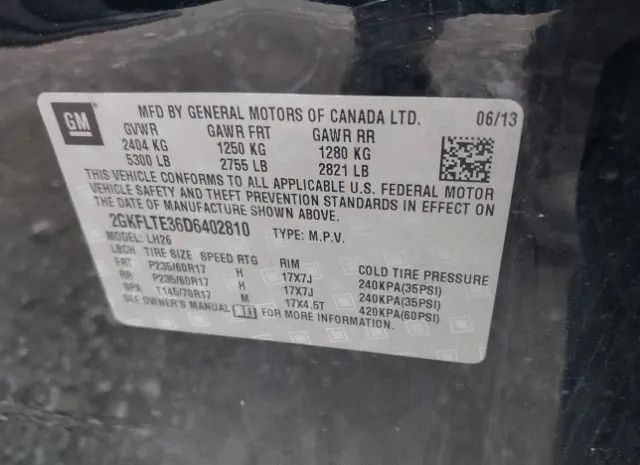 GM
MFD BY GENERAL MOTORS OF CANADA LTD. 06/13
GVWR GAWR FRT GAWR RR
2404 KG 1250 KG 1280 KG
5300 LB 2755 LB 2821 LB
THIS VEHICLE CONFORMS TO ALL APPLICABLE U.S. FEDERAL MOTOR
VEHICLE SAFETY AND THEFT PREVENTION STANDARDS IN EFFECT ON
THE DATE OF MANUFACTURE SHOWN ABOVE.
2GKFLTE36D6402810 TYPE: M.P.V.
MODEL: LH26
LBCH TIRE SIZE SPEED RTG RIM COLD TIRE PRESSURE
FRT P235/60R17 H 17X7J 240KPA(35PSI)
RR P235/60R17 H 17X7J 240KPA(35PSI)
SPA T145/70R17 M 17X4.5T 420KPA(60PSI)
SEE OWNER'S MANUAL FOR MORE INFORMATION.